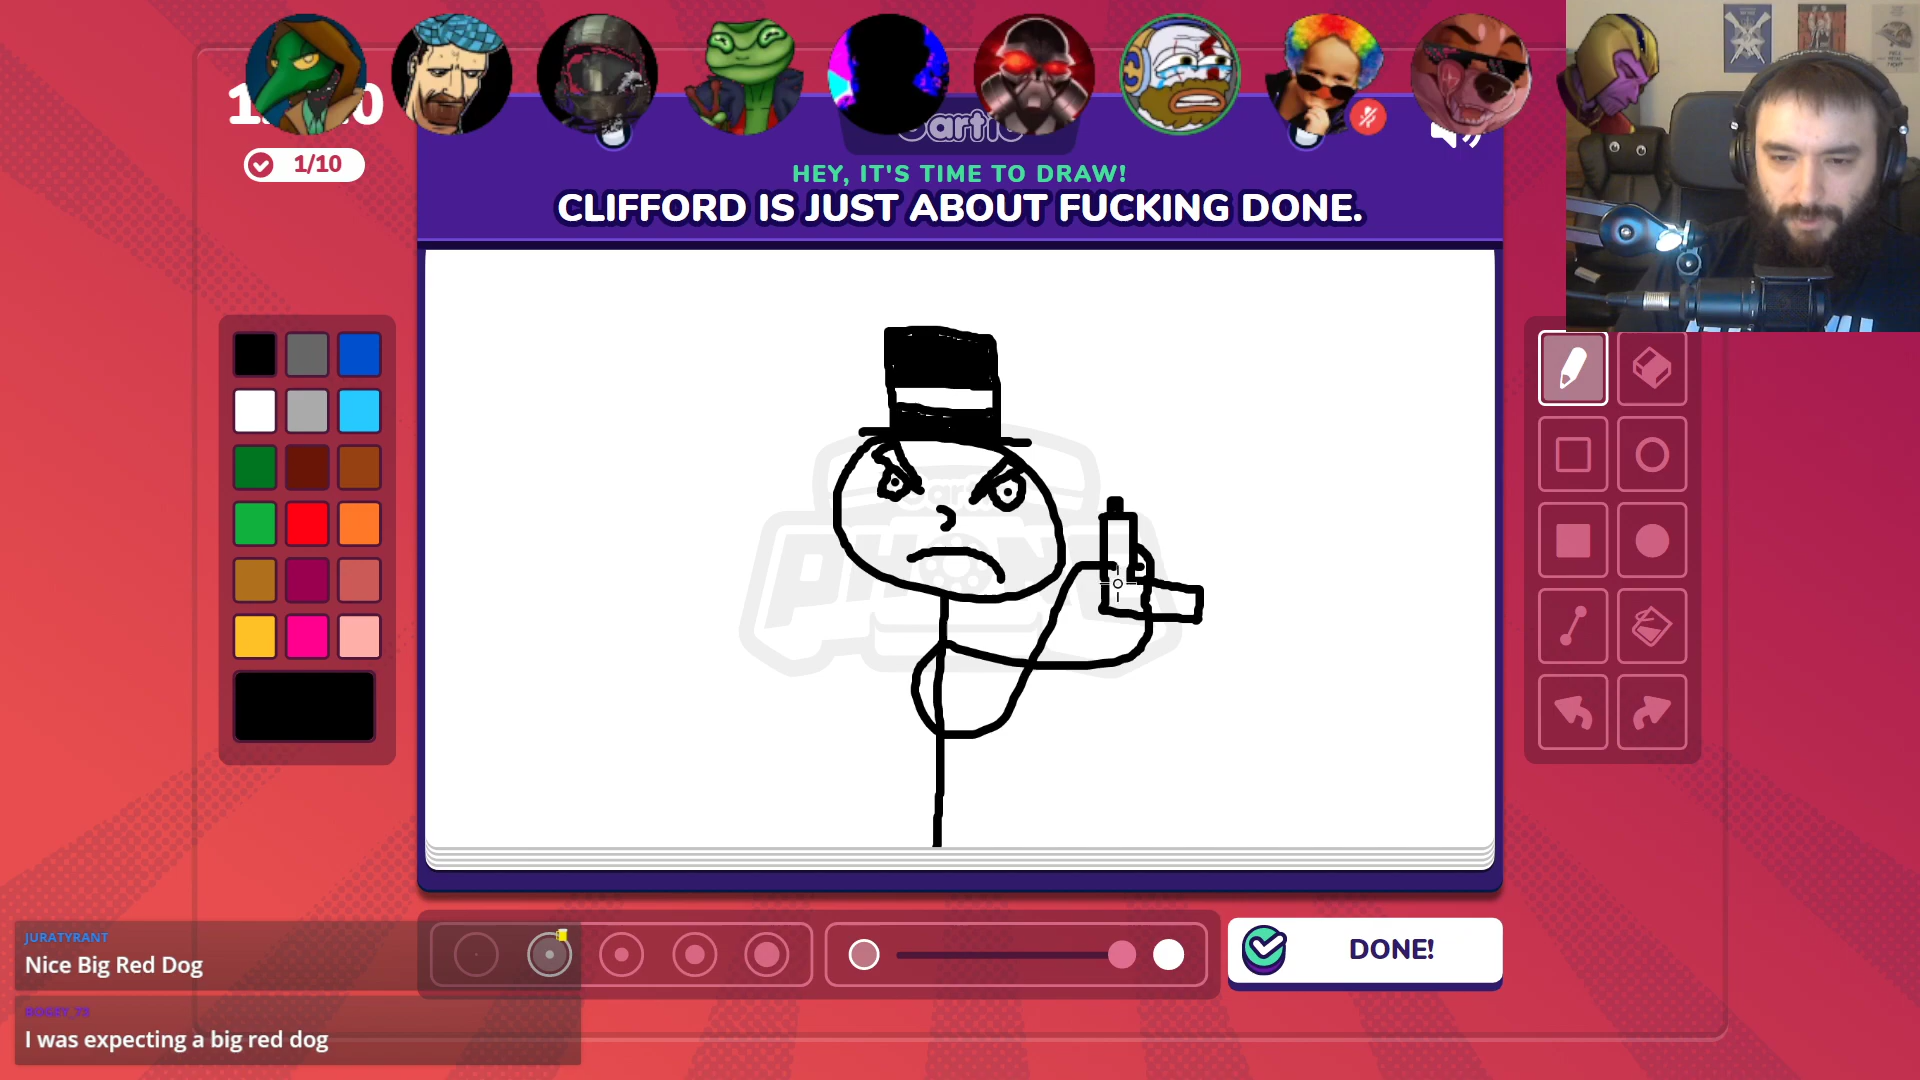 1/10
HEY, IT'S TIME TO DRAW!
CLIFFORD IS JUST ABOUT FUCKING DONE.
DONE!
JURATYRANT
Nice Big Red Dog
I was expecting a big red dog